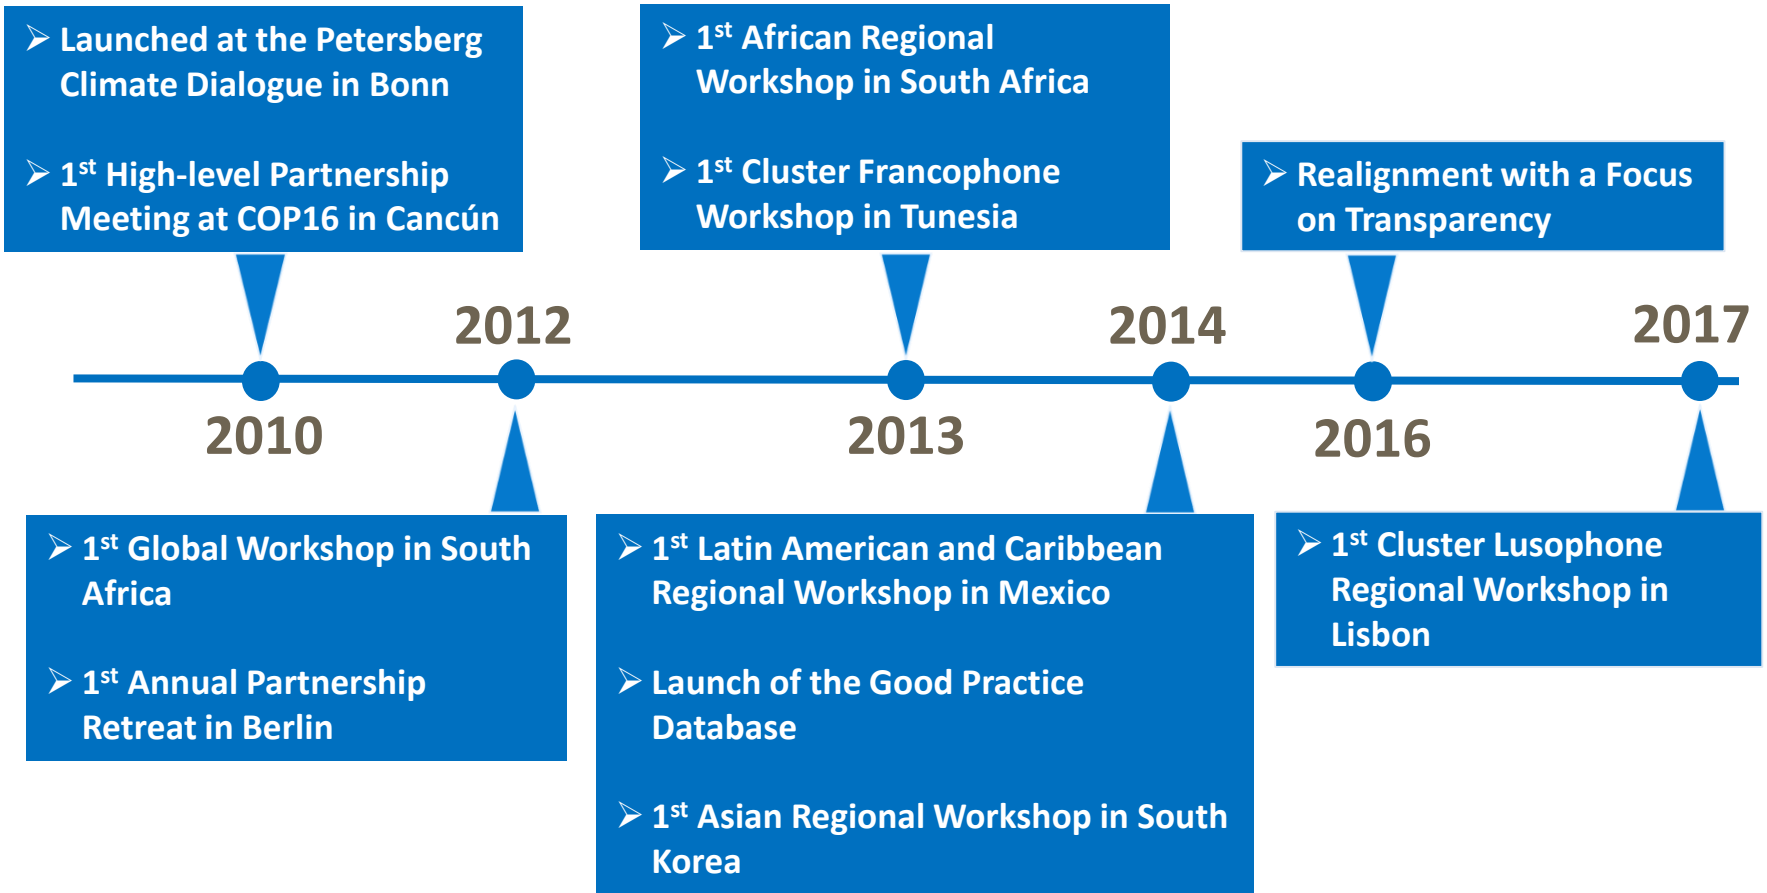 ➢ Launched at the Petersberg
Climate Dialogue in Bonn
➢ 1st High-level Partnership
Meeting at COP16 in Cancún
➢ 1st African Regional
Workshop in South Africa
➢ 1st Cluster Francophone
Workshop in Tunesia
➢ Realignment with a Focus
on Transparency
2012
2014
2017
2010
2013
2016
➢ 1st Global Workshop in South
Africa
➢ 1st Annual Partnership
Retreat in Berlin
➢ 1st Latin American and Caribbean
Regional Workshop in Mexico
➢ Launch of the Good Practice
Database
➢ 1st Asian Regional Workshop in South
Korea
➢ 1st Cluster Lusophone
Regional Workshop in
Lisbon